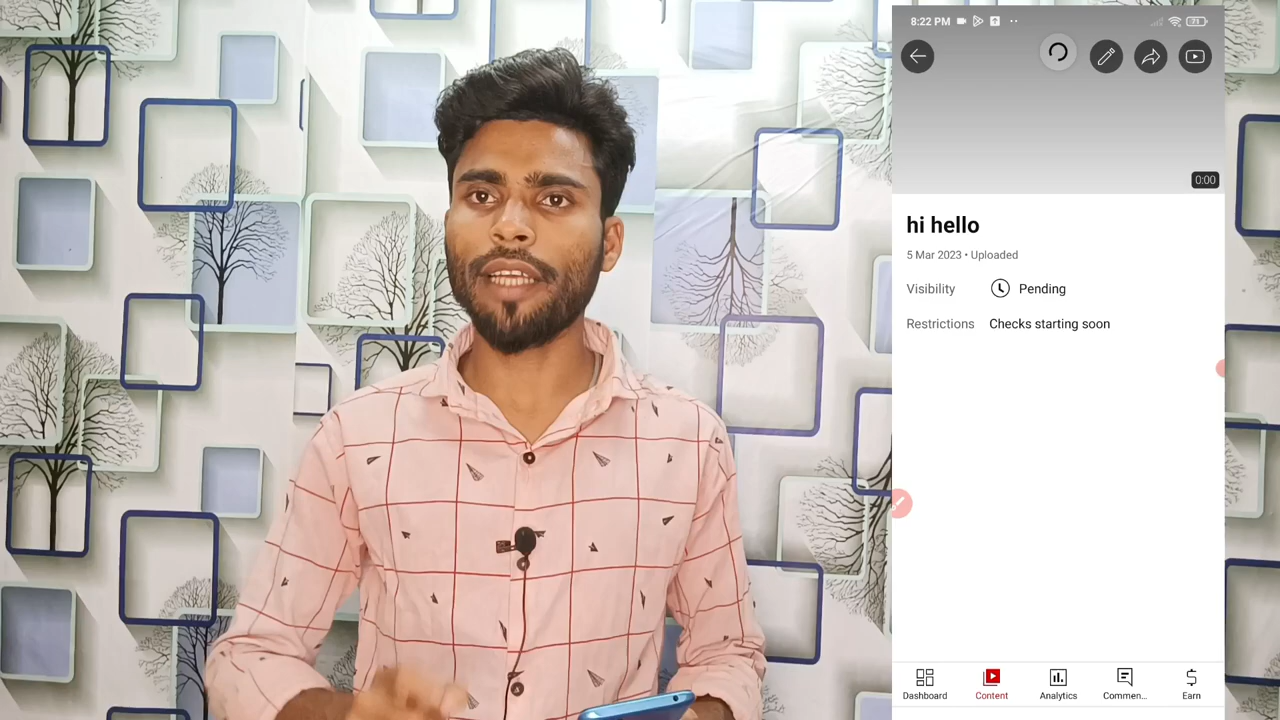 8:22 PM
71
0:00
hi hello
5 Mar 2023 • Uploaded
Visibility Pending
Restrictions Checks starting soon
Dashboard Content Analytics Commen... Earn